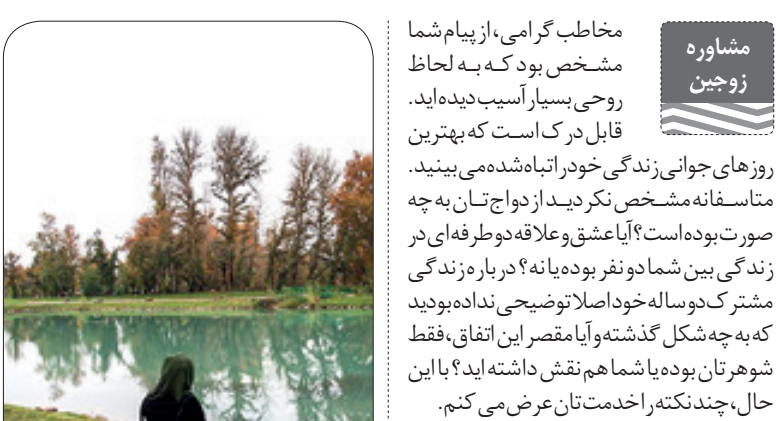 مشاوره
زوجین
مخاطب گرامی، از پیام شما
مشخص بود که به لحاظ
روحی بسیار آسیب دیده‌اید.
قابل درک است که بهترین
روزهای جوانی زندگی خود را تباه شده می بینید.
متاسفانه مشخص نکردید ازدواج تان به چه
صورت بوده است؟ آیا عشق و علاقه دوطرفه ای در
زندگی بین شما دو نفر بوده یا نه؟ درباره زندگی
مشترک دوساله خود اصلا توضیحی نداده بودید
که به چه شکل گذشته و آیا مقصر این اتفاق، فقط
شوهرتان بوده یا شما هم نقش داشته اید؟ با این
حال، چند نکته را خدمت تان عرض می کنم.